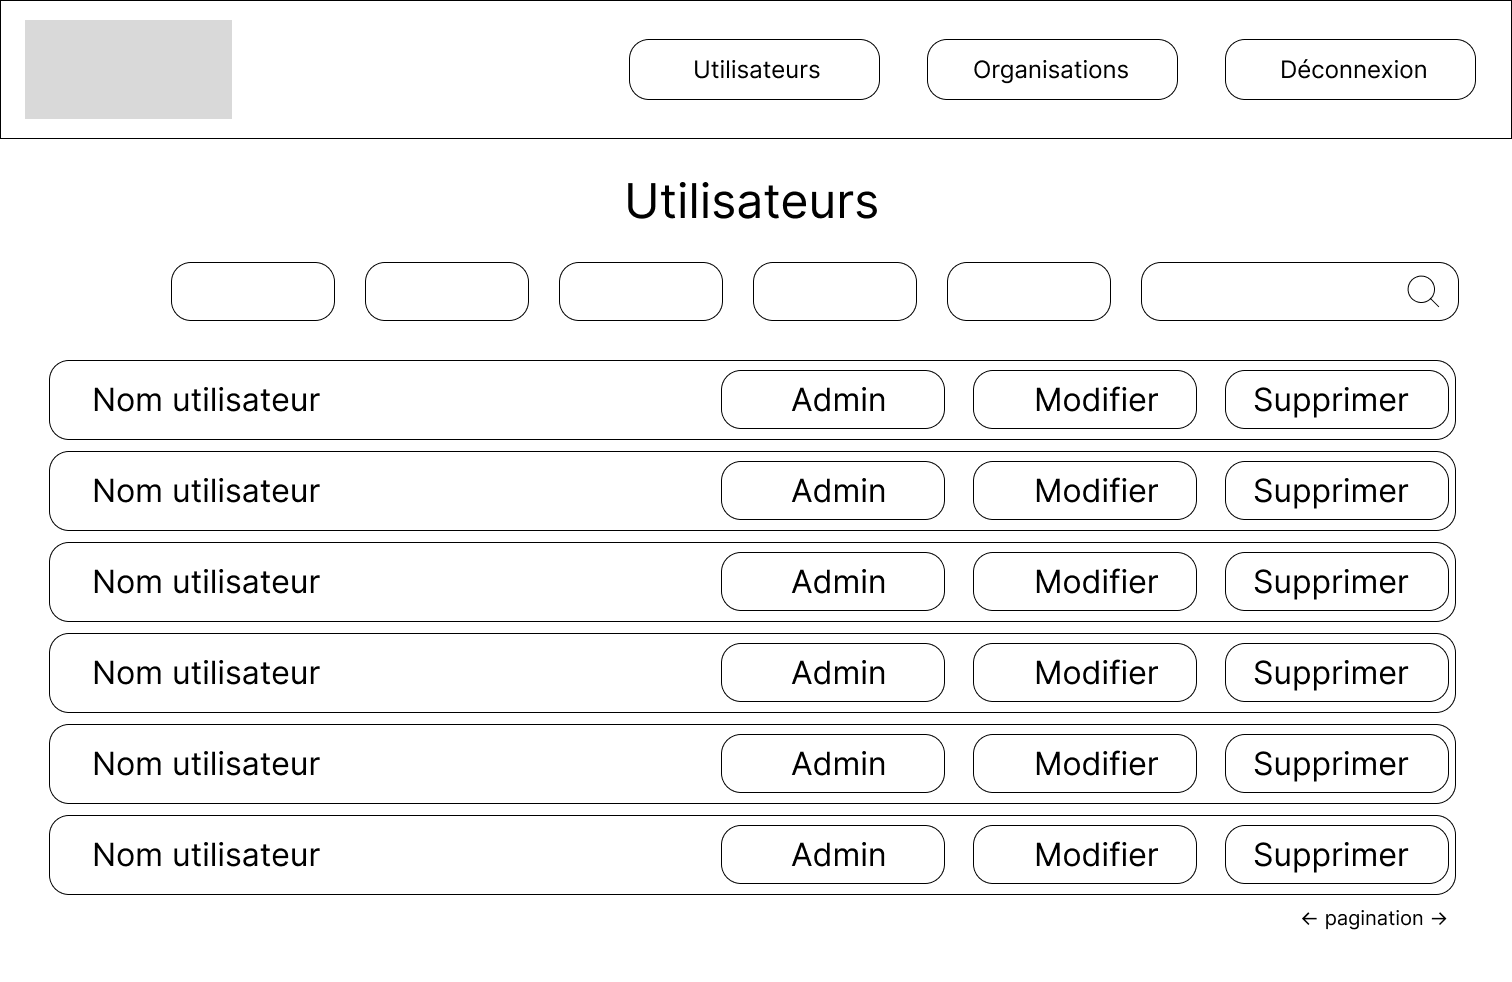 Utilisateurs Organisations Déconnexion
Utilisateurs
Nom utilisateur Admin Modifier Supprimer
Nom utilisateur Admin Modifier Supprimer
Nom utilisateur Admin Modifier Supprimer
Nom utilisateur Admin Modifier Supprimer
Nom utilisateur Admin Modifier Supprimer
Nom utilisateur Admin Modifier Supprimer
← pagination →